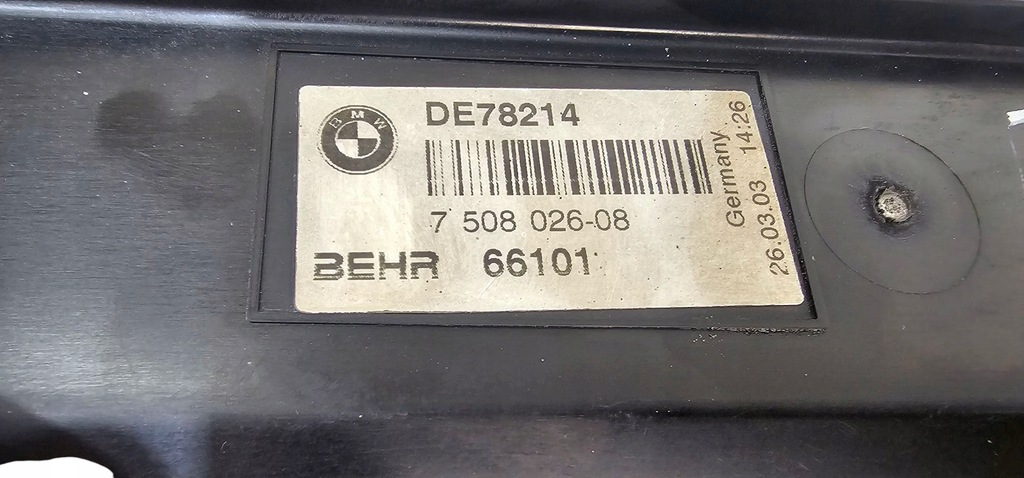 BMW
DE78214
7 508 026-08
BEHR 66101
Germany
26.03.03 14:26